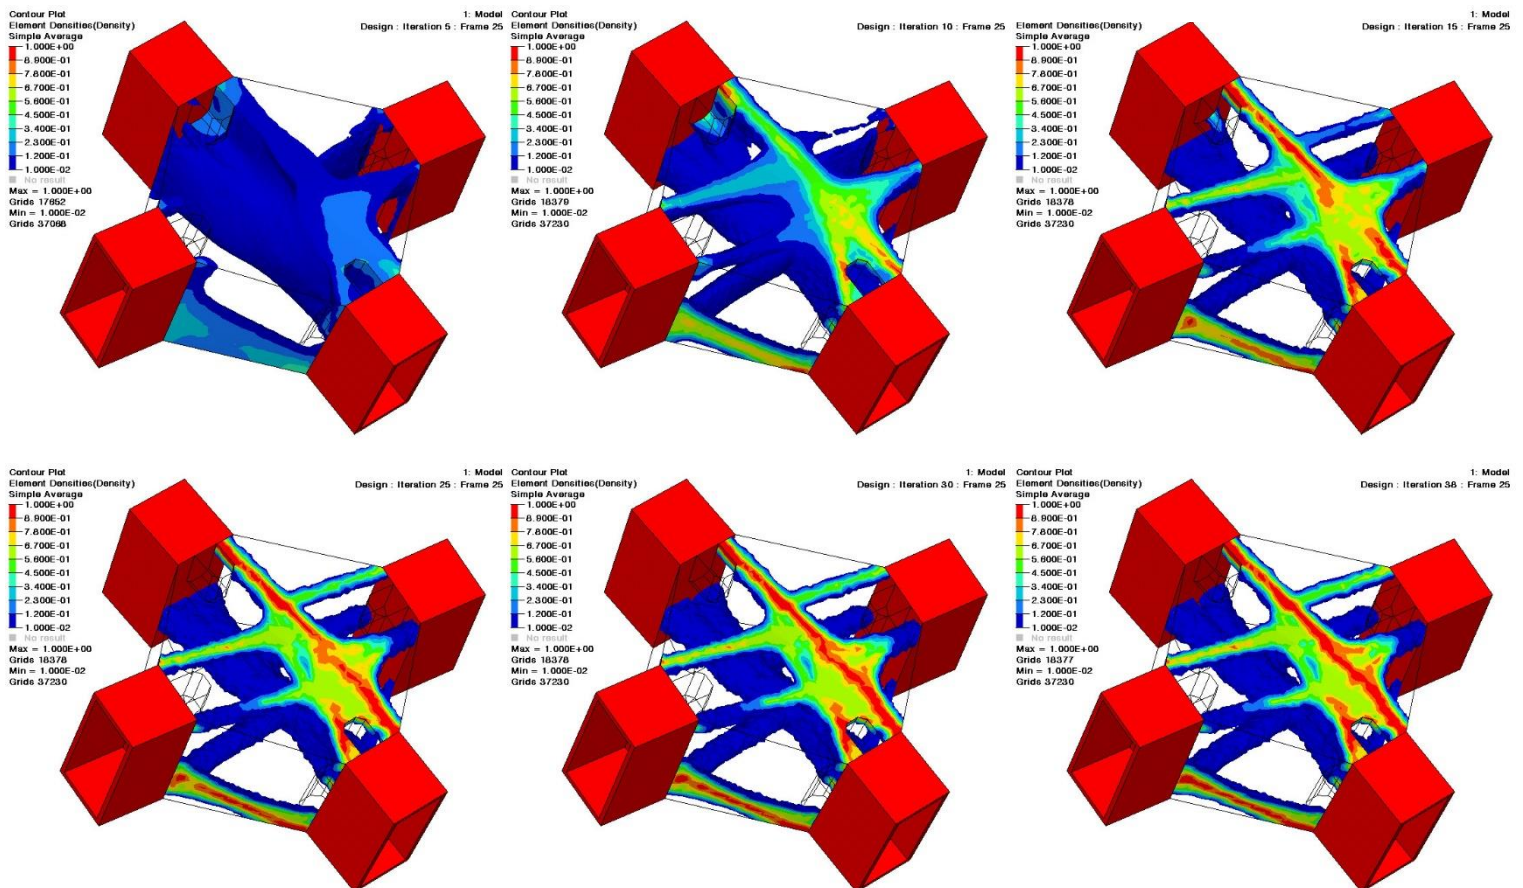 Contour Plot
Element Densities(Density)
Simple Average
1.000E+00
8.900E-01
7.800E-01
6.700E-01
5.600E-01
4.500E-01
3.400E-01
2.300E-01
1.200E-01
1.000E-02
No result
Max = 1.000E+00
Grids 17652
Min = 1.000E-02
Grids 37068
1: Model
Design : Iteration 5 : Frame 25
Contour Plot
Element Densities(Density)
Simple Average
1.000E+00
8.900E-01
7.800E-01
6.700E-01
5.600E-01
4.500E-01
3.400E-01
2.300E-01
1.200E-01
1.000E-02
No result
Max = 1.000E+00
Grids 18379
Min = 1.000E-02
Grids 37230
Design : Iteration 10 : Frame 25
Contour Plot
Element Densities(Density)
Simple Average
1.000E+00
8.900E-01
7.800E-01
6.700E-01
5.600E-01
4.500E-01
3.400E-01
2.300E-01
1.200E-01
1.000E-02
No result
Max = 1.000E+00
Grids 18378
Min = 1.000E-02
Grids 37230
1: Model
Design : Iteration 15 : Frame 25
Contour Plot
Element Densities(Density)
Simple Average
1.000E+00
8.900E-01
7.800E-01
6.700E-01
5.600E-01
4.500E-01
3.400E-01
2.300E-01
1.200E-01
1.000E-02
No result
Max = 1.000E+00
Grids 18378
Min = 1.000E-02
Grids 37230
1: Model
Design : Iteration 25 : Frame 25
Contour Plot
Element Densities(Density)
Simple Average
1.000E+00
8.900E-01
7.800E-01
6.700E-01
5.600E-01
4.500E-01
3.400E-01
2.300E-01
1.200E-01
1.000E-02
No result
Max = 1.000E+00
Grids 18378
Min = 1.000E-02
Grids 37230
1: Model
Design : Iteration 30 : Frame 25
Contour Plot
Element Densities(Density)
Simple Average
1.000E+00
8.900E-01
7.800E-01
6.700E-01
5.600E-01
4.500E-01
3.400E-01
2.300E-01
1.200E-01
1.000E-02
No result
Max = 1.000E+00
Grids 18377
Min = 1.000E-02
Grids 37230
1: Model
Design : Iteration 38 : Frame 25